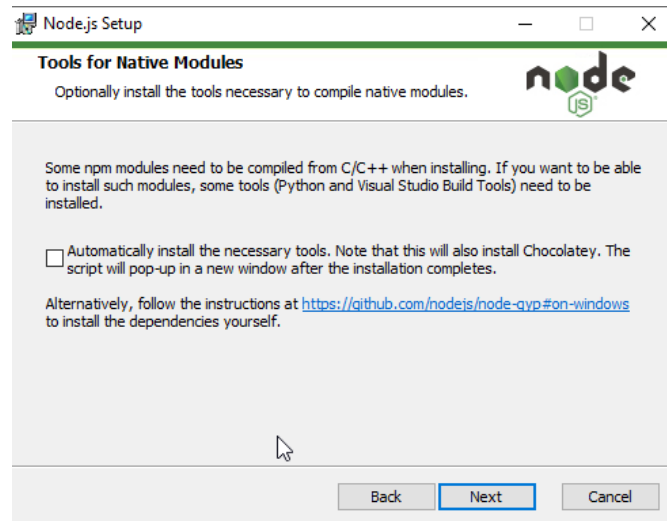 Node.js Setup
Tools for Native Modules
Optionally install the tools necessary to compile native modules.
node
JS
Some npm modules need to be compiled from C/C++ when installing. If you want to be able
to install such modules, some tools (Python and Visual Studio Build Tools) need to be
installed.
Automatically install the necessary tools. Note that this will also install Chocolatey. The
script will pop-up in a new window after the installation completes.
Alternatively, follow the instructions at https://github.com/nodejs/node-gyp#on-windows
to install the dependencies yourself.
Back Next Cancel